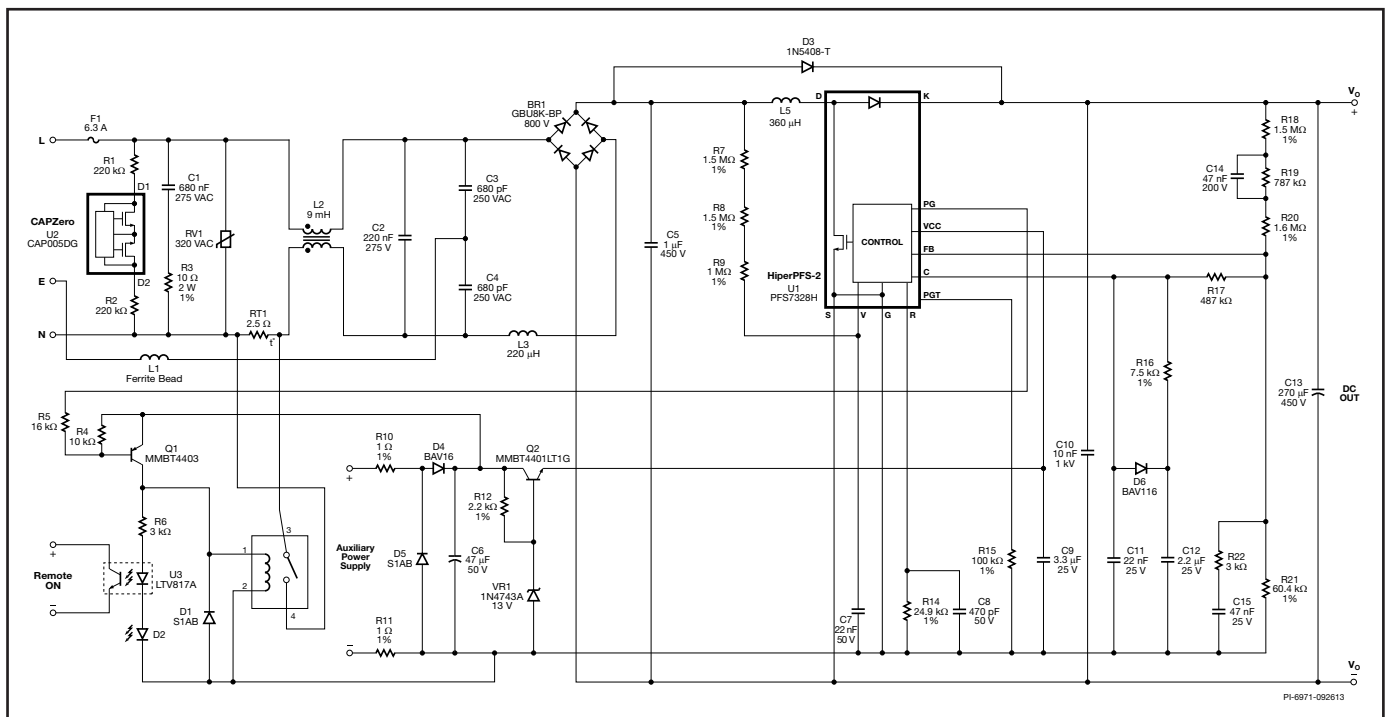 D3
1N5408-T
BR1
GBU8K-BP
800 V
D
K
L5
360 μH
VO
+
F1
6.3 A
L
R1
220 kΩ
D1
C1
680 nF
275 VAC
CAPZero
U2
CAP005DG
RV1
320 VAC
R3
10 Ω
2 W
1%
D2
E
R2
220 kΩ
N
RT1
2.5 Ω
t°
L1
Ferrite Bead
L2
9 mH
C2
220 nF
275 V
C3
680 pF
250 VAC
C4
680 pF
250 VAC
L3
220 μH
C5
1 μF
450 V
R7
1.5 MΩ
1%
R8
1.5 MΩ
1%
R9
1 MΩ
1%
CONTROL
HiperPFS-2
U1
PFS7328H
S
V
G
R
PG
VCC
FB
C
PGT
R18
1.5 MΩ
1%
C14
47 nF
200 V
R19
787 kΩ
R20
1.6 MΩ
1%
R17
487 kΩ
R16
7.5 kΩ
1%
C13
270 μF
450 V
DC
OUT
R5
16 kΩ
R4
10 kΩ
Q1
MMBT4403
R6
3 kΩ
+
Remote
ON
–
U3
LTV817A
D2
D1
S1AB
1
2
3
4
R10
1 Ω
1%
+
D4
BAV16
Q2
MMBT4401LT1G
R12
2.2 kΩ
1%
Auxiliary
Power
Supply
D5
S1AB
C6
47 μF
50 V
VR1
1N4743A
13 V
–
R11
1 Ω
1%
C7
22 nF
50 V
R14
24.9 kΩ
1%
C8
470 pF
50 V
R15
100 kΩ
1%
C9
3.3 μF
25 V
C10
10 nF
1 kV
D6
BAV116
C11
22 nF
25 V
C12
2.2 μF
25 V
R22
3 kΩ
C15
47 nF
25 V
R21
60.4 kΩ
1%
VO
–
PI-6971-092613